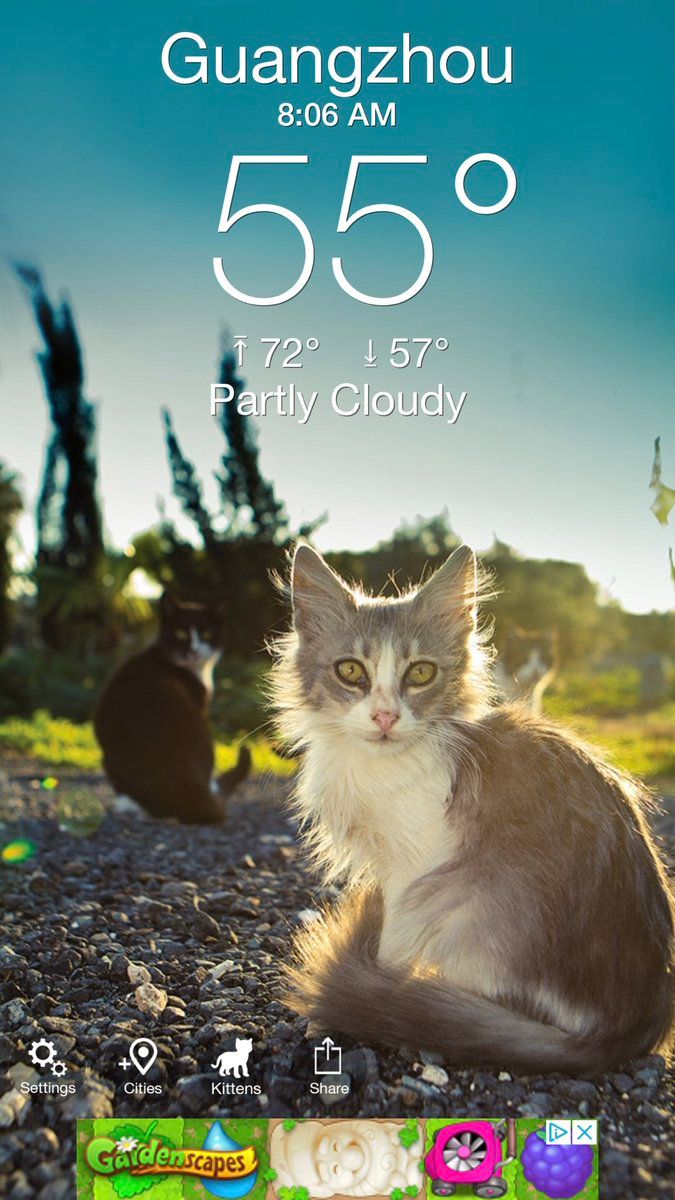 Guangzhou
8:06 AM
55°
↑ 72° ↓ 57°
Partly Cloudy
Settings Cities Kittens Share
Gardenscapes